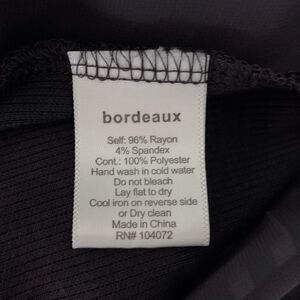 bordeaux
Self: 96% Rayon
4% Spandex
Cont.: 100% Polyester
Hand wash in cold water
Do not bleach
Lay flat to dry
Cool iron on reverse side
or Dry clean
Made in China
RN# 104072